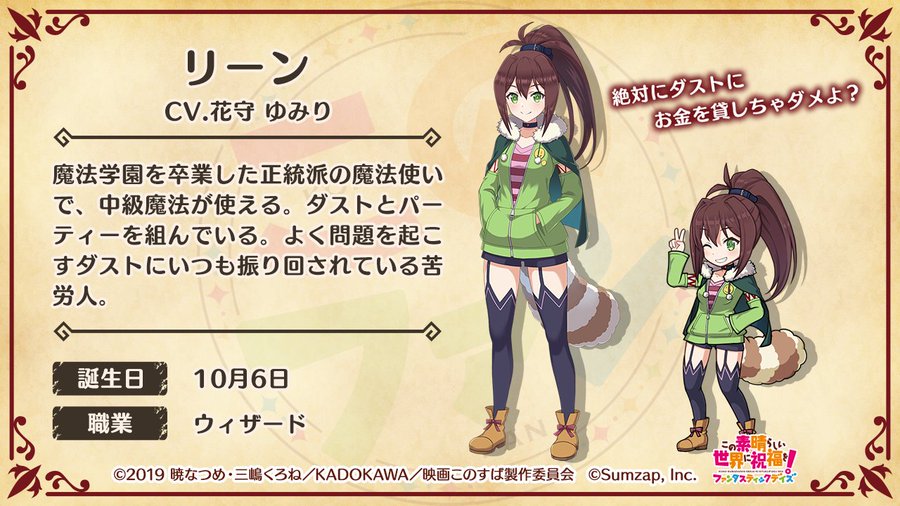 リーン
CV.花守 ゆみり
魔法学園を卒業した正統派の魔法使い
で、中級魔法が使える。ダストとパー
ティーを組んでいる。よく問題を起こ
すダストにいつも振り回されている苦
労人。
誕生日 10月6日
職業 ウィザード
絶対にダストに
お金を貸しちゃダメよ？
この素晴らしい
世界に祝福を！
ファンタスティックデイズ
©2019 暁なつめ・三嶋くろね／KADOKAWA／映画このすば製作委員会 ©Sumzap, Inc.